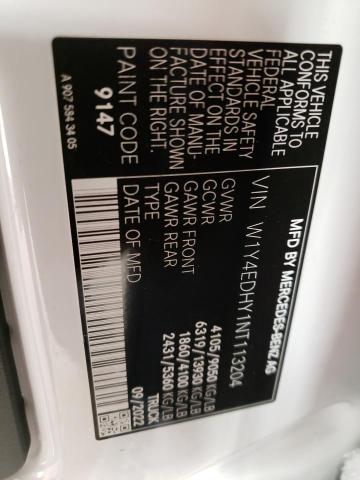 MFD BY MERCEDES-BENZ AG
VIN W1Y4EDHY1NT113204
GVWR 4105/9050 KG/LB
GCWR 6319/13930 KG/LB
GAWR FRONT 1860/4100 KG/LB
GAWR REAR 2431/5360 KG/LB
TYPE TRUCK
DATE OF MFD 09/2022
THIS VEHICLE
CONFORMS TO
ALL APPLICABLE
FEDERAL
VEHICLE SAFETY
STANDARDS IN
EFFECT ON THE
DATE OF MANU-
FACTURE SHOWN
ON THE RIGHT.
PAINT CODE
9147
A 907 584 34 05